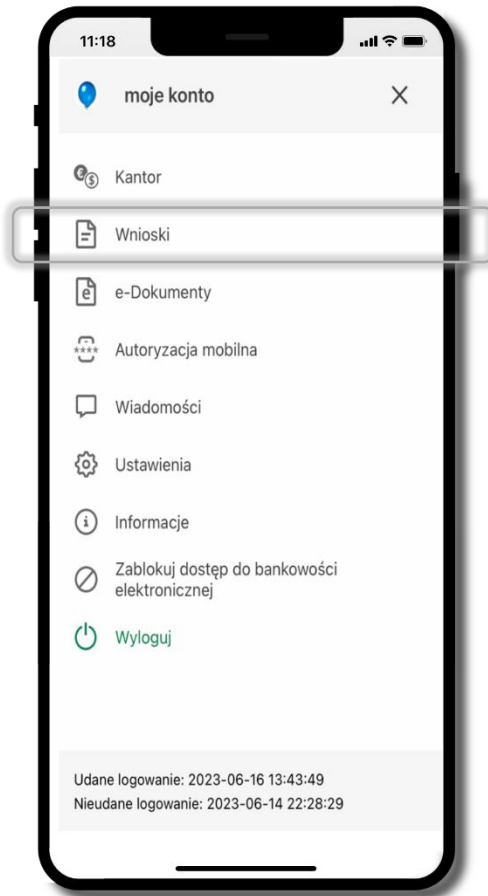 11:18
moje konto
Kantor
Wnioski
e-Dokumenty
Autoryzacja mobilna
Wiadomości
Ustawienia
Informacje
Zablokuj dostęp do bankowości
elektronicznej
Wyloguj
Udane logowanie: 2023-06-16 13:43:49
Nieudane logowanie: 2023-06-14 22:28:29